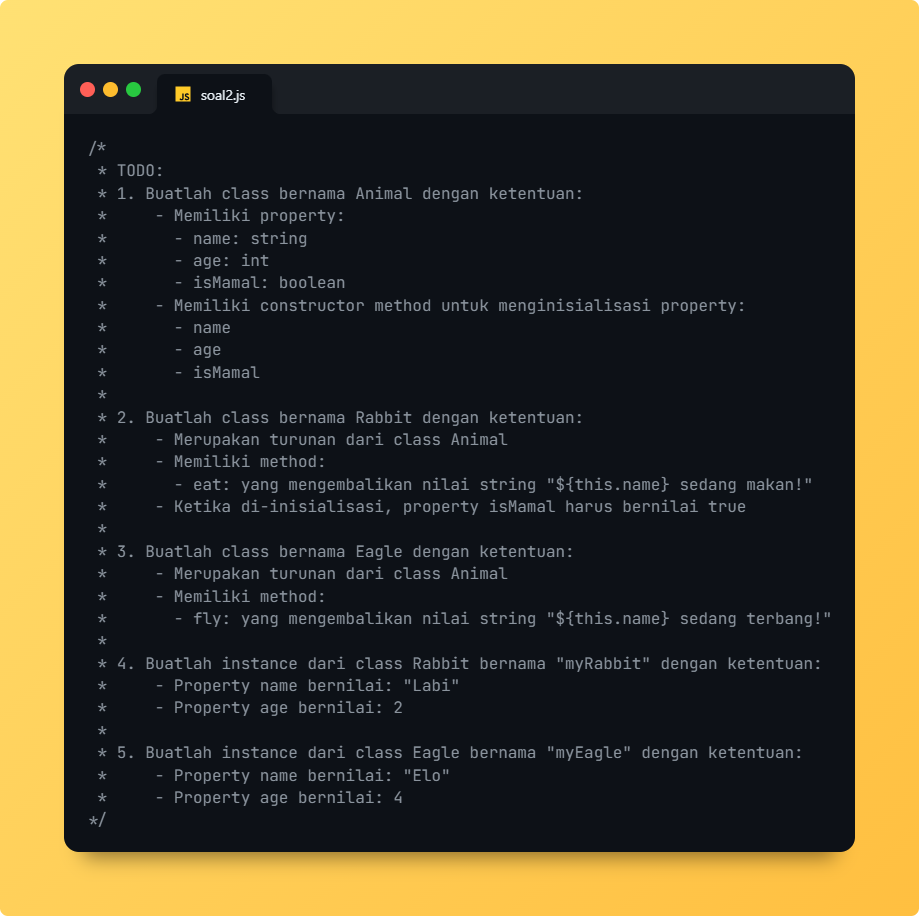 JS soal2.js
/*
 * TODO:
 * 1. Buatlah class bernama Animal dengan ketentuan:
 *     - Memiliki property:
 *       - name: string
 *       - age: int
 *       - isMamal: boolean
 *     - Memiliki constructor method untuk menginisialisasi property:
 *       - name
 *       - age
 *       - isMamal
 *
 * 2. Buatlah class bernama Rabbit dengan ketentuan:
 *     - Merupakan turunan dari class Animal
 *     - Memiliki method:
 *       - eat: yang mengembalikan nilai string "${this.name} sedang makan!"
 *     - Ketika di-inisialisasi, property isMamal harus bernilai true
 *
 * 3. Buatlah class bernama Eagle dengan ketentuan:
 *     - Merupakan turunan dari class Animal
 *     - Memiliki method:
 *       - fly: yang mengembalikan nilai string "${this.name} sedang terbang!"
 *
 * 4. Buatlah instance dari class Rabbit bernama "myRabbit" dengan ketentuan:
 *     - Property name bernilai: "Labi"
 *     - Property age bernilai: 2
 *
 * 5. Buatlah instance dari class Eagle bernama "myEagle" dengan ketentuan:
 *     - Property name bernilai: "Elo"
 *     - Property age bernilai: 4
*/